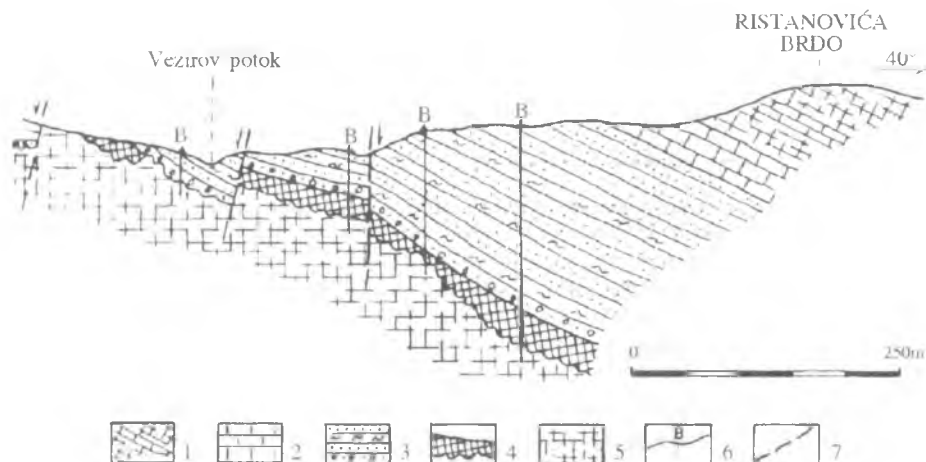 RISTANOVIĆA
BRDO
Vezirov potok
40°
B B B B
0 250m
B
1 2 3 4 5 6 7